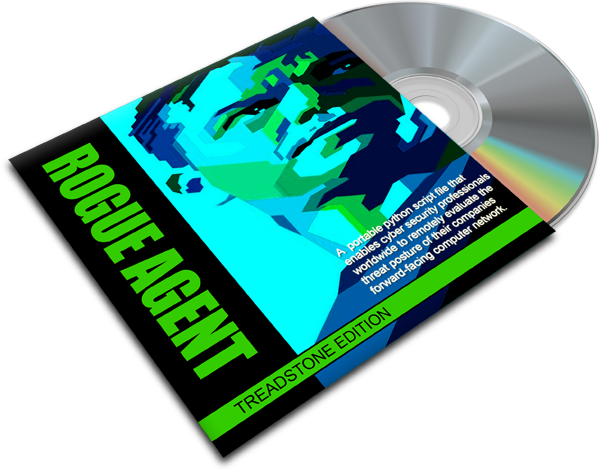 ROGUE AGENT
A portable python script file that
enables cyber security professionals
worldwide to remotely evaluate the
threat posture of their companies
forward-facing computer network.
TREADSTONE EDITION